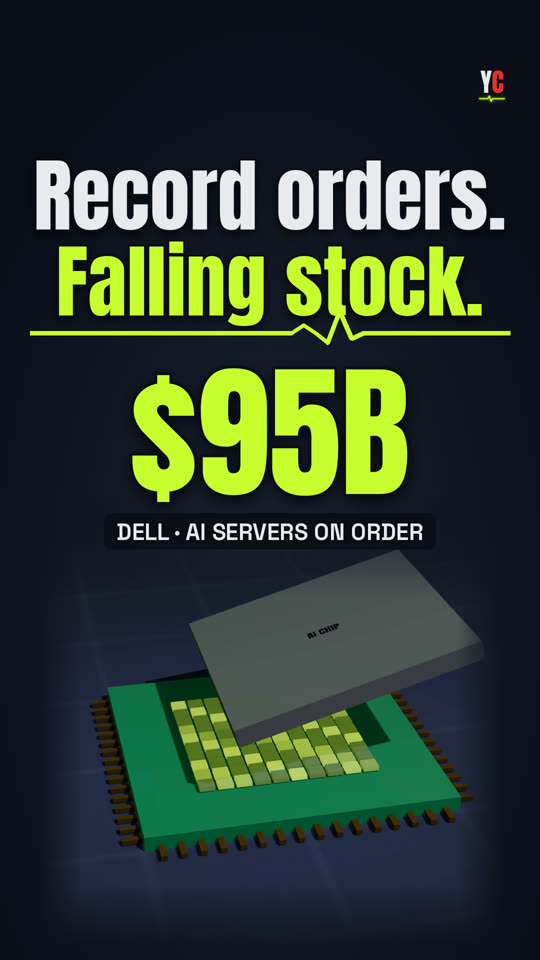 YC
Record orders.
Falling stock.
$95B
DELL · AI SERVERS ON ORDER
AI CHIP